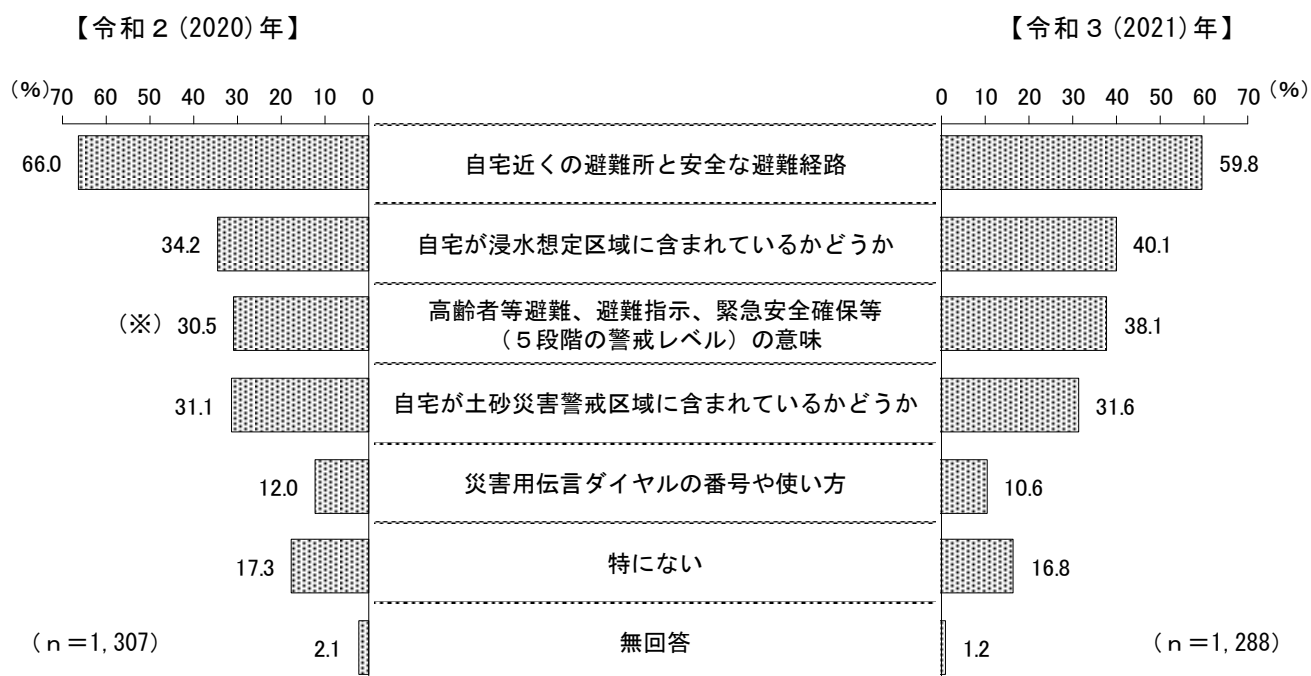 【令和２(2020)年】
【令和３(2021)年】
(%) 70 60 50 40 30 20 10 0
0 10 20 30 40 50 60 70 (%)
66.0 自宅近くの避難所と安全な避難経路 59.8
34.2 自宅が浸水想定区域に含まれているかどうか 40.1
(※) 30.5 高齢者等避難、避難指示、緊急安全確保等
（５段階の警戒レベル）の意味 38.1
31.1 自宅が土砂災害警戒区域に含まれているかどうか 31.6
12.0 災害用伝言ダイヤルの番号や使い方 10.6
17.3 特にない 16.8
(ｎ＝1,307) 2.1 無回答 1.2 (ｎ＝1,288)